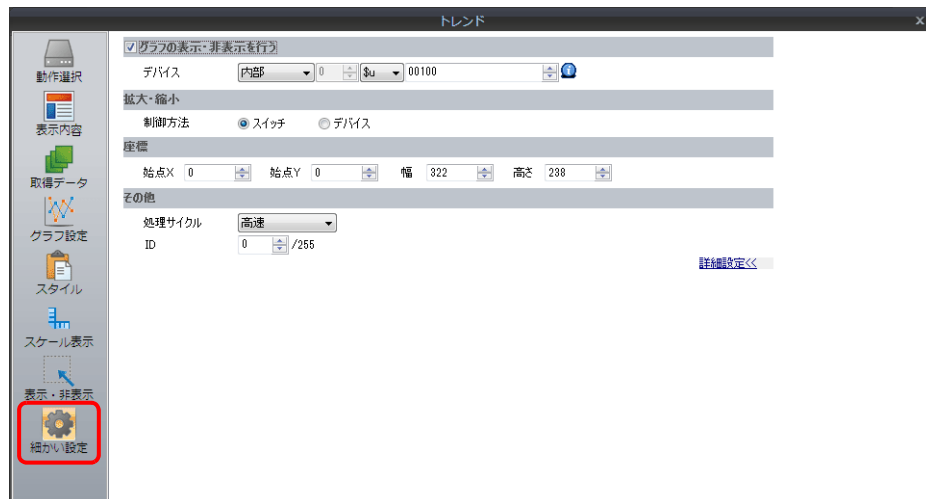 トレンド
x
動作選択
表示内容
取得データ
グラフ設定
スタイル
スケール表示
表示・非表示
細かい設定
グラフの表示・非表示を行う
デバイス 内部 0 $u 00100
拡大・縮小
制御方法 スイッチ デバイス
座標
始点X 0 始点Y 0 幅 322 高さ 238
その他
処理サイクル 高速
ID 0 /255
詳細設定<<